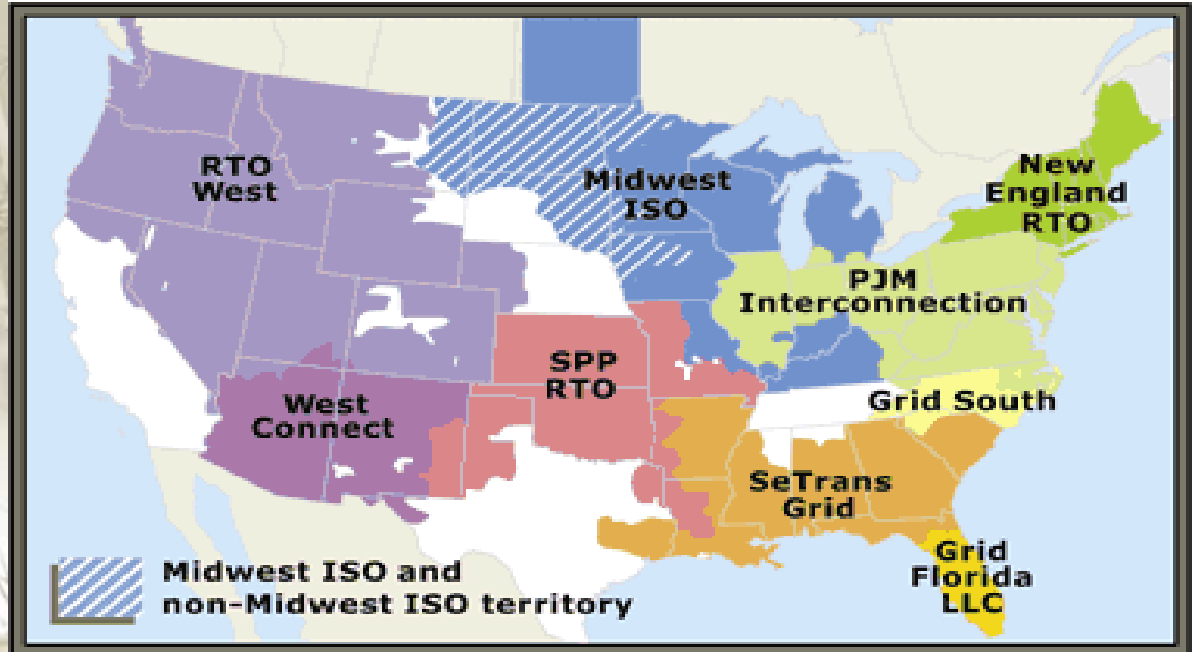 RTO
West
Midwest
ISO
New
England
RTO
PJM
Interconnection
SPP
RTO
West
Connect
Grid South
SeTrans
Grid
Grid
Florida
LLC
Midwest ISO and
non-Midwest ISO territory